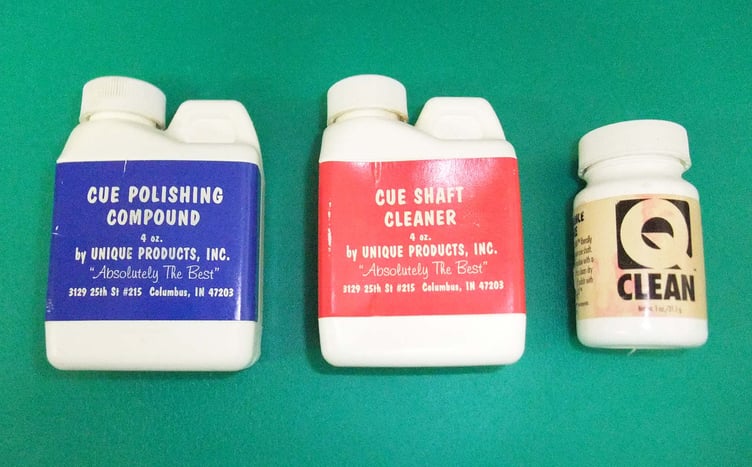 CUE POLISHING
COMPOUND
4 oz.
by UNIQUE PRODUCTS, INC.
"Absolutely The Best"
3129 25th St #215 Columbus, IN 47203
CUE SHAFT
CLEANER
4 oz.
by UNIQUE PRODUCTS, INC.
"Absolutely The Best"
3129 25th St #215 Columbus, IN 47203
Q
CLEAN